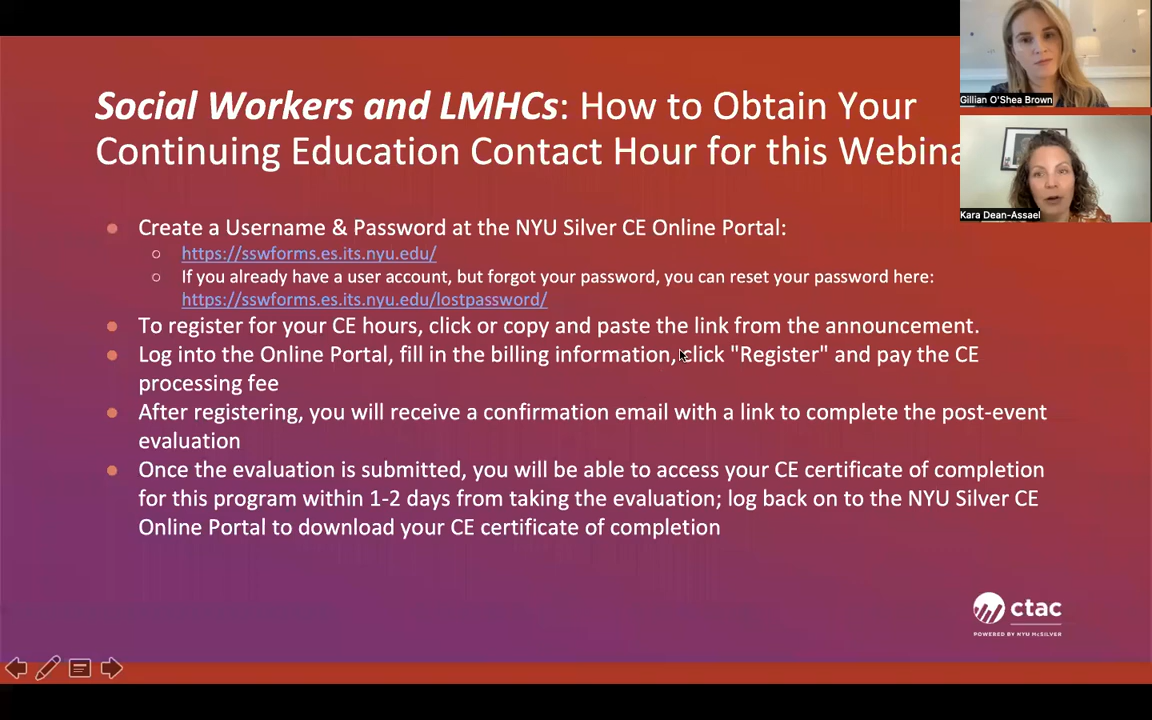 Social Workers and LMHCs: How to Obtain Your
Continuing Education Contact Hour for this Webina
Gillian O'Shea Brown
Kara Dean-Assael
Create a Username & Password at the NYU Silver CE Online Portal:
https://sswforms.es.its.nyu.edu/
If you already have a user account, but forgot your password, you can reset your password here:
https://sswforms.es.its.nyu.edu/lostpassword/
To register for your CE hours, click or copy and paste the link from the announcement.
Log into the Online Portal, fill in the billing information, click "Register" and pay the CE
processing fee
After registering, you will receive a confirmation email with a link to complete the post-event
evaluation
Once the evaluation is submitted, you will be able to access your CE certificate of completion
for this program within 1-2 days from taking the evaluation; log back on to the NYU Silver CE
Online Portal to download your CE certificate of completion
ctac
POWERED BY NYU McSILVER